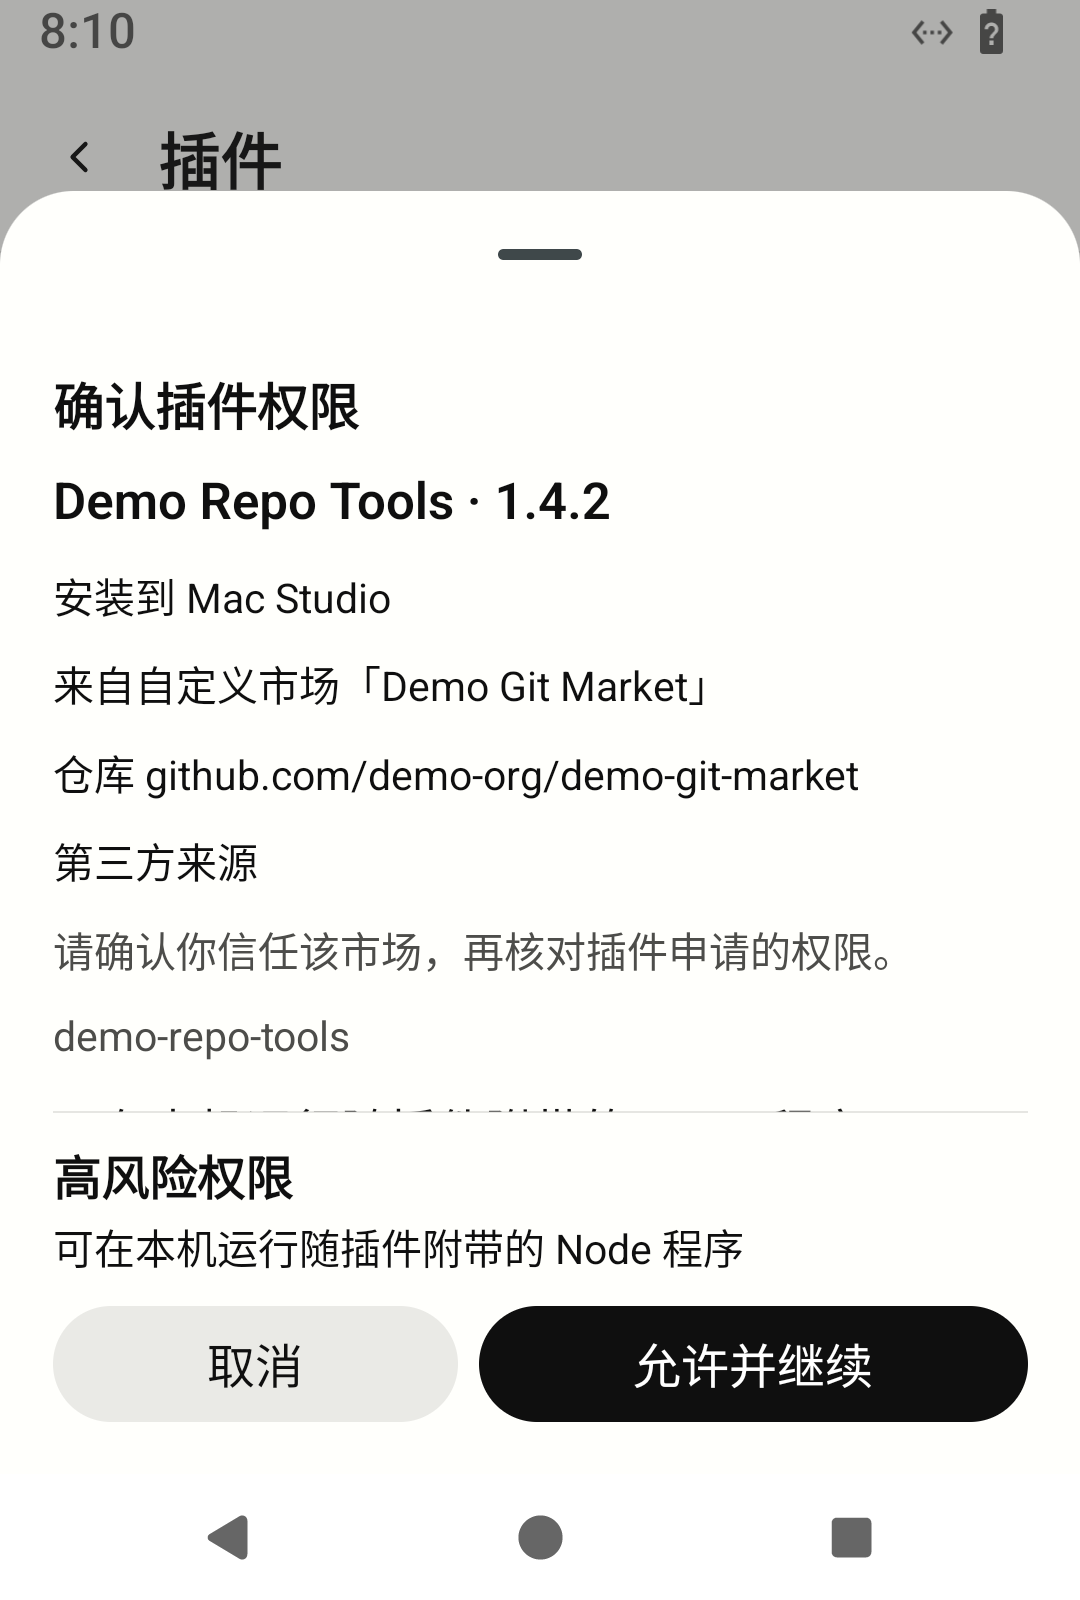 8:10
插件
确认插件权限
Demo Repo Tools · 1.4.2
安装到 Mac Studio
来自自定义市场「Demo Git Market」
仓库 github.com/demo-org/demo-git-market
第三方来源
请确认你信任该市场，再核对插件申请的权限。
demo-repo-tools
高风险权限
可在本机运行随插件附带的 Node 程序
取消
允许并继续